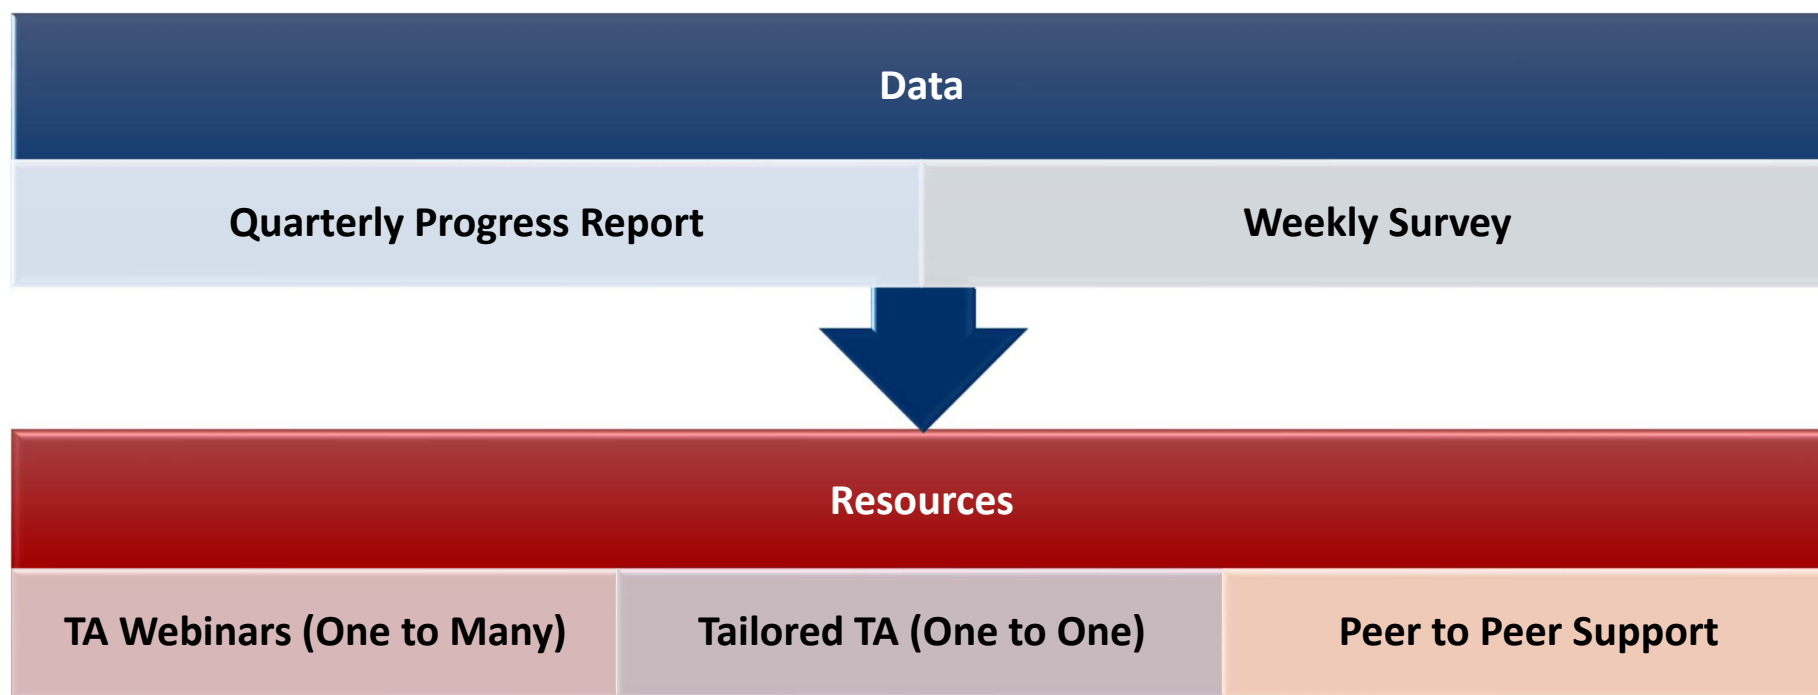 Data
Quarterly Progress Report
Weekly Survey
Resources
TA Webinars (One to Many)
Tailored TA (One to One)
Peer to Peer Support